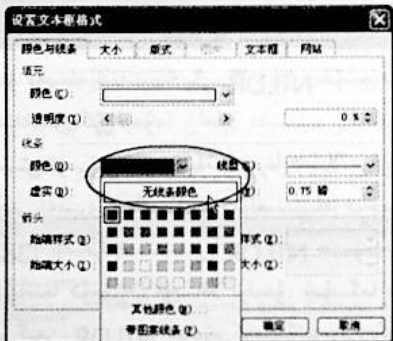 设置文本框格式
颜色与线条 大小 版式 图片 文本框 网站
填充
颜色(C):
透明度(T) 0 %
线条
颜色(O): 线型(S):
虚实(D): 0.75 磅
无线条颜色
箭头
始端样式(B) 样式(E):
始端大小(I): 大小(Z):
其他颜色(M)
带图案线条(P)
确定 取消